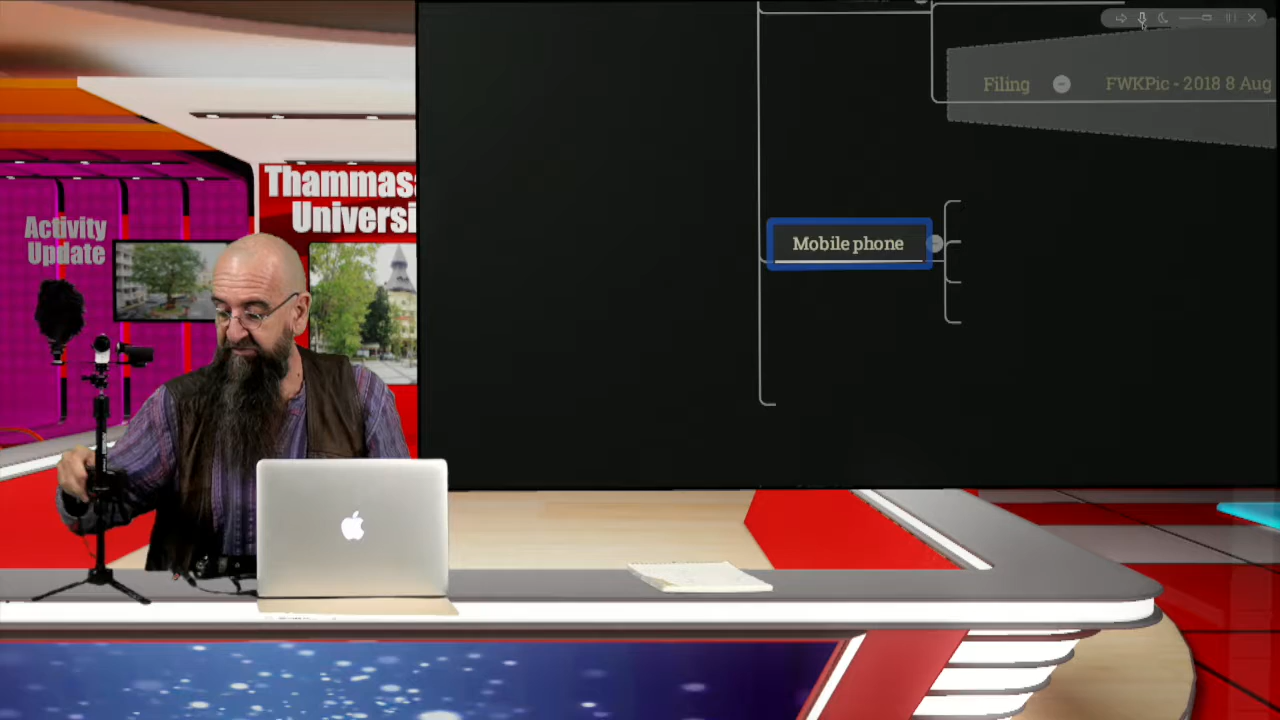 Filing
FWKPic - 2018 8 Aug
Thammasa
Universi
Activity
Update
Mobile phone